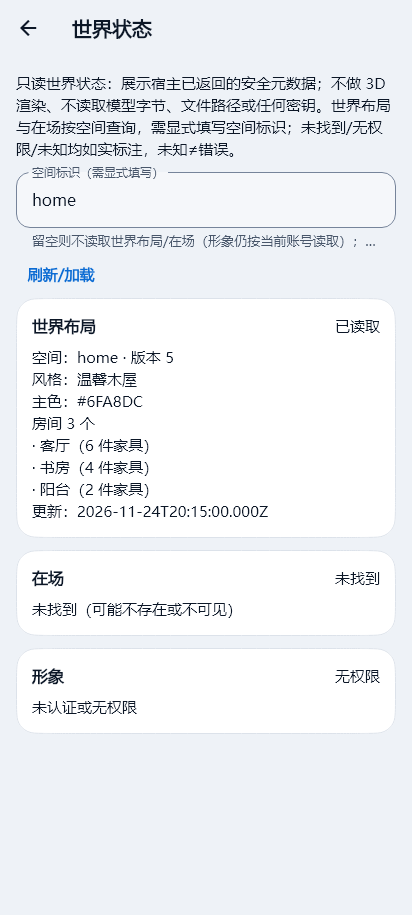 世界状态
只读世界状态：展示宿主已返回的安全元数据；不做 3D
渲染、不读取模型字节、文件路径或任何密钥。世界布局
与在场按空间查询，需显式填写空间标识；未找到/无权
限/未知均如实标注，未知≠错误。
空间标识（需显式填写）
home
留空则不读取世界布局/在场（形象仍按当前账号读取）；…
刷新/加载
世界布局
已读取
空间：home · 版本 5
风格：温馨木屋
主色：#6FA8DC
房间 3 个
· 客厅（6 件家具）
· 书房（4 件家具）
· 阳台（2 件家具）
更新：2026-11-24T20:15:00.000Z
在场
未找到
未找到（可能不存在或不可见）
形象
无权限
未认证或无权限